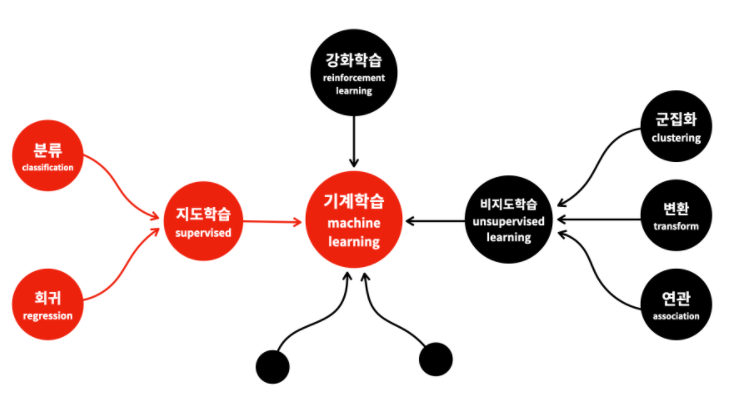 강화학습
reinforcement
learning
분류
classification
군집화
clustering
지도학습
supervised
기계학습
machine
learning
비지도학습
unsupervised
learning
변환
transform
회귀
regression
연관
association